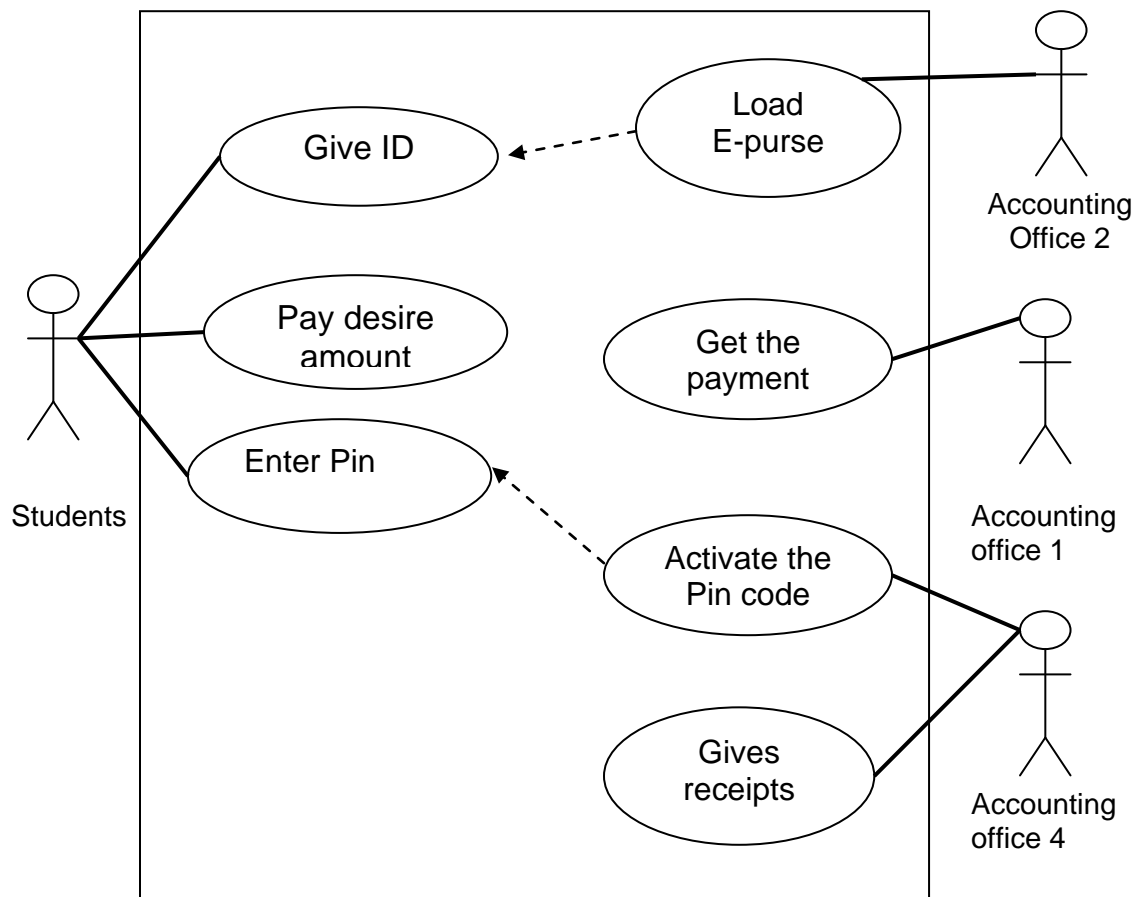 Give ID
Load
E-purse
Accounting
Office 2
Pay desire
amount
Get the
payment
Enter Pin
Students
Accounting
office 1
Activate the
Pin code
Gives
receipts
Accounting
office 4